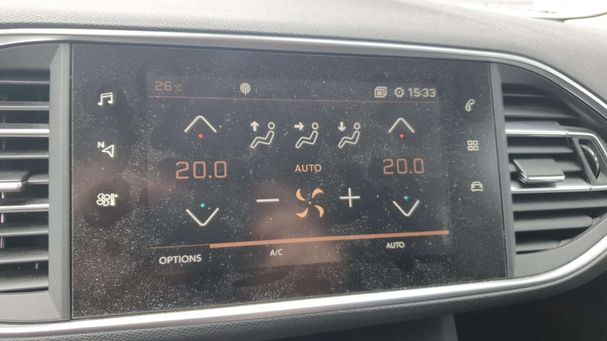 26°C 15:33
N
20.0 20.0
AUTO
OPTIONS A/C AUTO